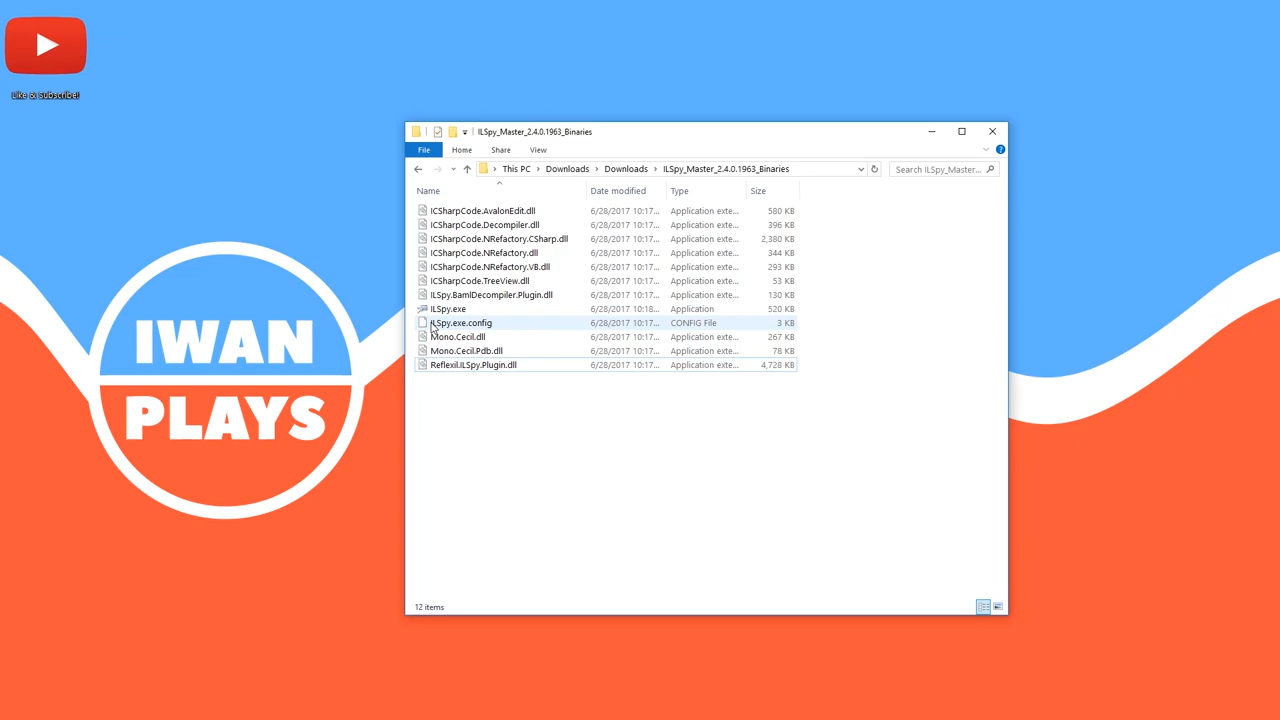 Like & Subscribe!
IWAN
PLAYS
ILSpy_Master_2.4.0.1963_Binaries
File Home Share View
This PC > Downloads > Downloads > ILSpy_Master_2.4.0.1963_Binaries Search ILSpy_Master...
Name Date modified Type Size
ICSharpCode.AvalonEdit.dll 6/28/2017 10:17... Application exte... 580 KB
ICSharpCode.Decompiler.dll 6/28/2017 10:17... Application exte... 396 KB
ICSharpCode.NRefactory.CSharp.dll 6/28/2017 10:17... Application exte... 2,380 KB
ICSharpCode.NRefactory.dll 6/28/2017 10:17... Application exte... 344 KB
ICSharpCode.NRefactory.VB.dll 6/28/2017 10:17... Application exte... 293 KB
ICSharpCode.TreeView.dll 6/28/2017 10:17... Application exte... 53 KB
ILSpy.BamlDecompiler.Plugin.dll 6/28/2017 10:17... Application exte... 130 KB
ILSpy.exe 6/28/2017 10:18... Application 520 KB
ILSpy.exe.config 6/28/2017 10:17... CONFIG File 3 KB
Mono.Cecil.dll 6/28/2017 10:17... Application exte... 267 KB
Mono.Cecil.Pdb.dll 6/28/2017 10:17... Application exte... 78 KB
Reflexil.ILSpy.Plugin.dll 6/28/2017 10:17... Application exte... 4,728 KB
12 items